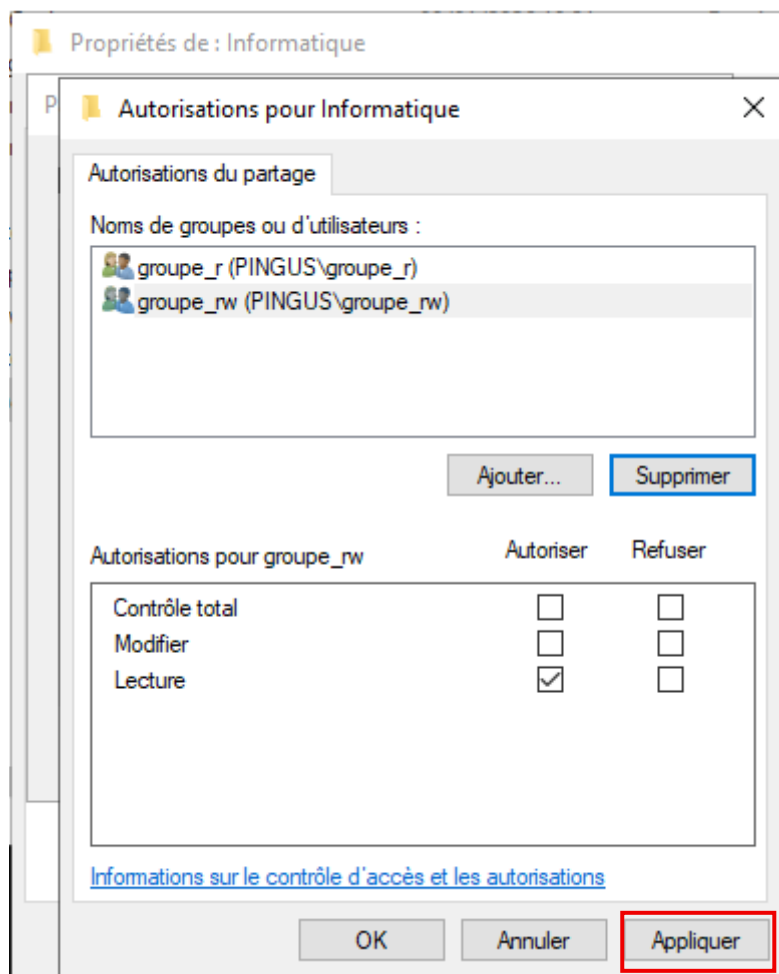 Propriétés de : Informatique
P
Autorisations pour Informatique
Autorisations du partage
Noms de groupes ou d'utilisateurs :
groupe_r (PINGUS\groupe_r)
groupe_rw (PINGUS\groupe_rw)
Ajouter...
Supprimer
Autorisations pour groupe_rw
Autoriser
Refuser
Contrôle total
Modifier
Lecture
Informations sur le contrôle d'accès et les autorisations
OK
Annuler
Appliquer